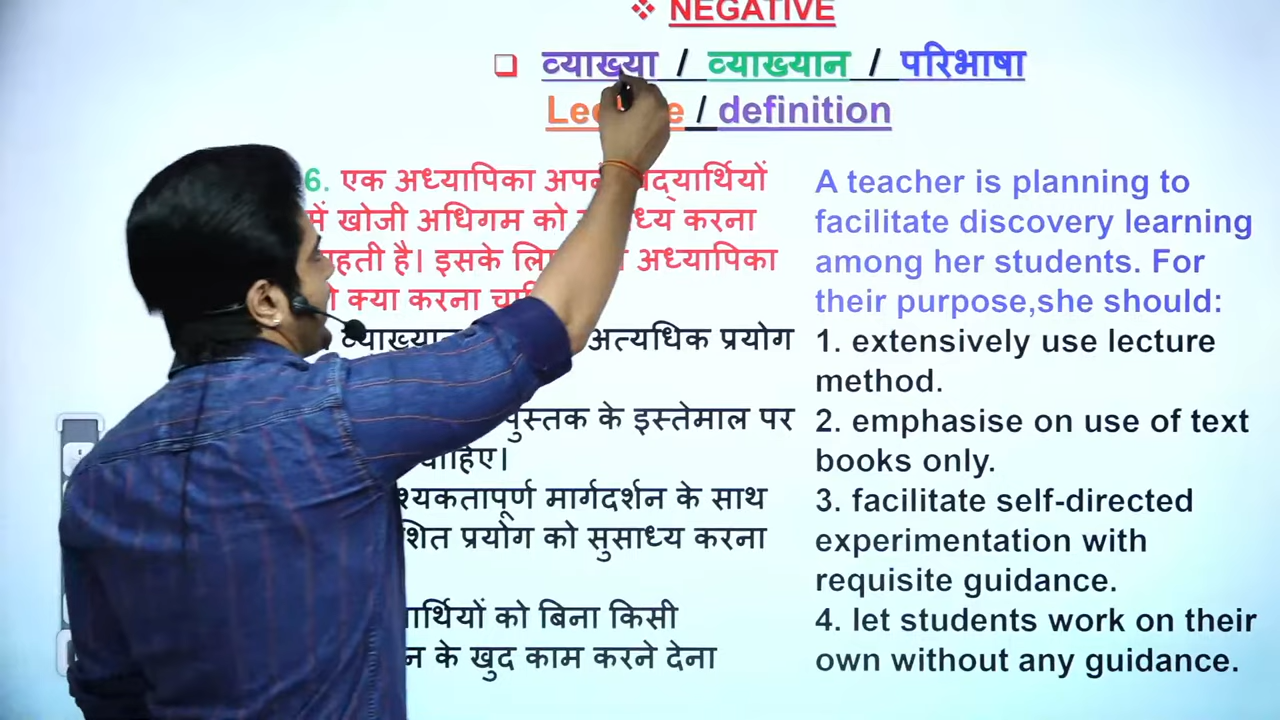 ❖ NEGATIVE
व्याख्या / व्याख्यान / परिभाषा
/ definition
6. एक अध्यापिका विद्यार्थियों
में खोजी अधिगम को करना
है। इसके अध्यापिका
क्या करना
अत्यधिक प्रयोग
पुस्तक के इस्तेमाल पर
मार्गदर्शन के साथ
प्रयोग को सुसाध्य करना
को बिना किसी
के खुद काम करने देना
A teacher is planning to
facilitate discovery learning
among her students. For
their purpose,she should:
1. extensively use lecture
method.
2. emphasise on use of text
books only.
3. facilitate self-directed
experimentation with
requisite guidance.
4. let students work on their
own without any guidance.